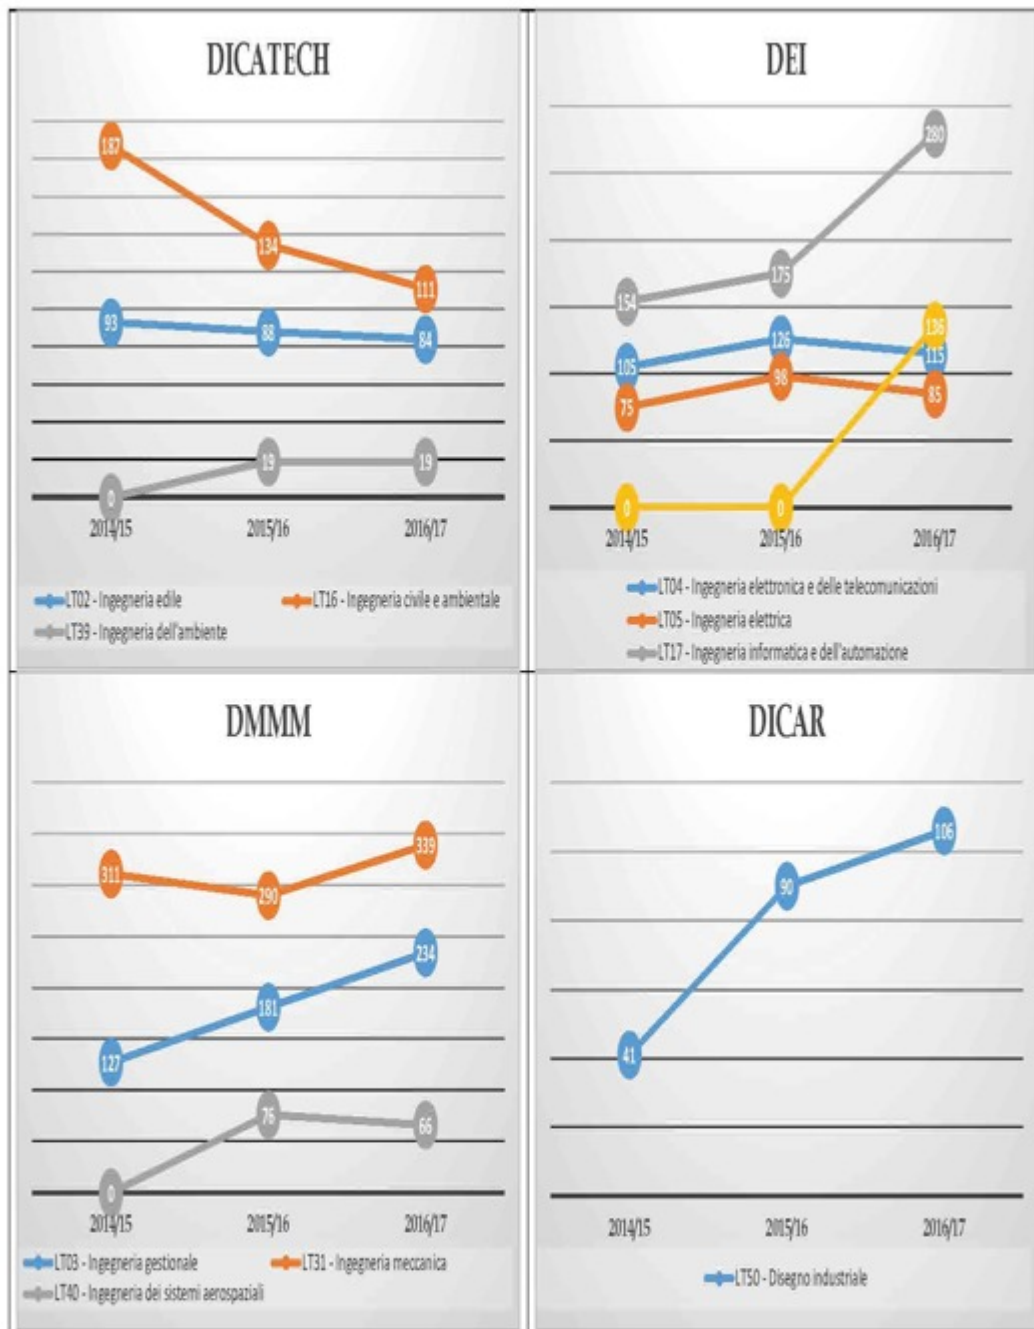 DICATECH
187
134
111
93
88
84
0
19
19
2014/15 2015/16 2016/17
LT02 - Ingegneria edile LT16 - Ingegneria civile e ambientale
LT39 - Ingegneria dell'ambiente
DEI
280
154
175
136
105
126
115
75
98
85
0
0
2014/15 2015/16 2016/17
LT04 - Ingegneria elettronica e delle telecomunicazioni
LT05 - Ingegneria elettrica
LT17 - Ingegneria informatica e dell'automazione
DMMM
311
290
339
127
181
234
0
76
66
2014/15 2015/16 2016/17
LT03 - Ingegneria gestionale LT31 - Ingegneria meccanica
LT40 - Ingegneria dei sistemi aerospaziali
DICAR
41
90
106
2014/15 2015/16 2016/17
LT50 - Disegno industriale